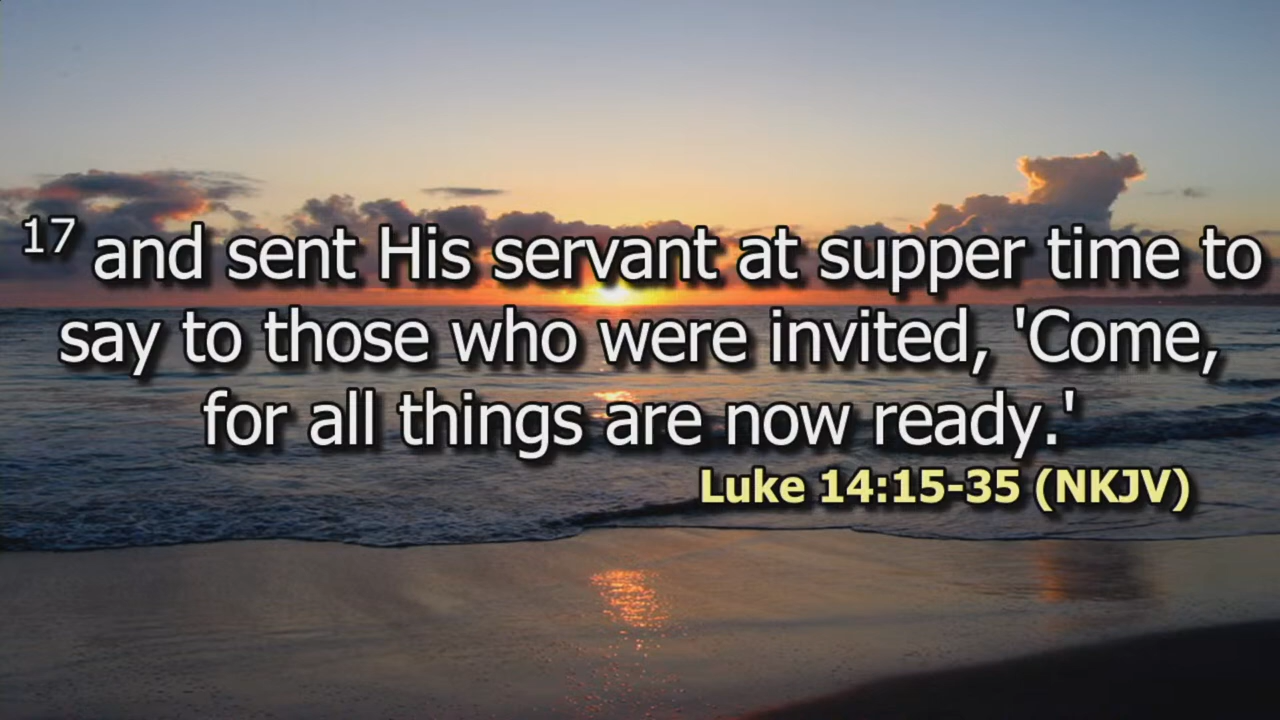 17 and sent His servant at supper time to
say to those who were invited, 'Come,
for all things are now ready.'
Luke 14:15-35 (NKJV)